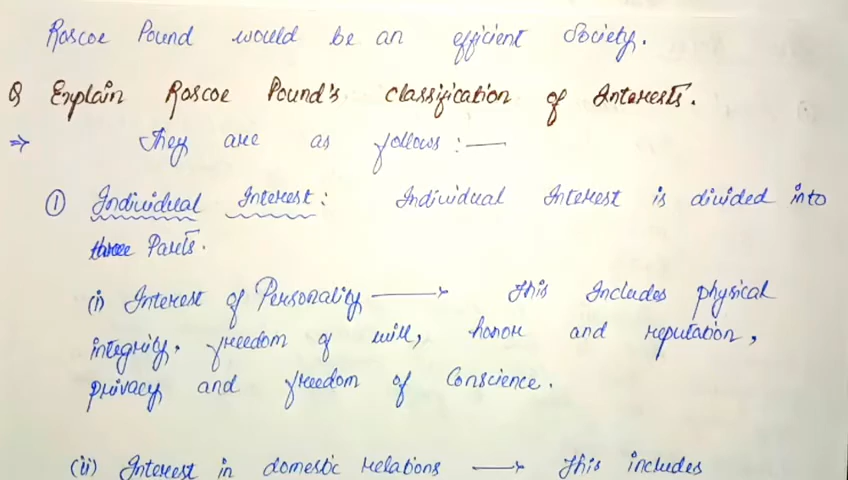 Roscoe Pound would be an efficient Society.
Q Explain Roscoe Pound's classification of Interests.
⇒ They are as follows :—
① Individual Interest : Individual Interest is divided into
three Parts.
(i) Interest of Personality ⟶ This Includes physical
integrity, freedom of will, honor and reputation,
privacy and freedom of Conscience.
(ii) Interest in domestic relations ⟶ This includes